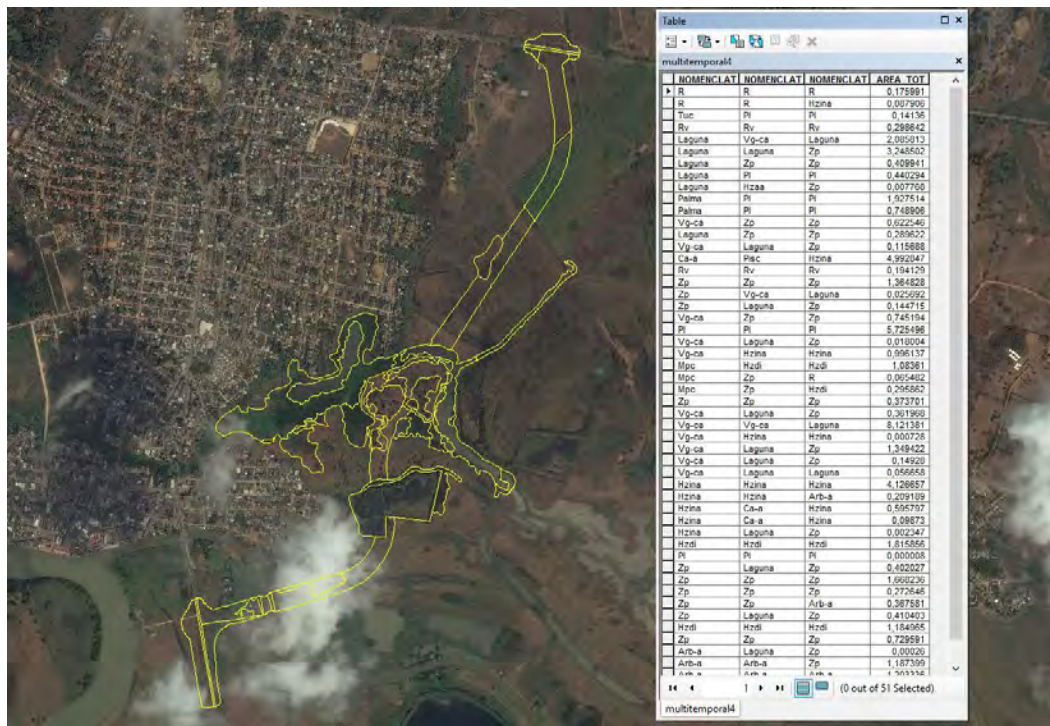 Table
multitemporal4
NOMENCLAT NOMENCLAT NOMENCLAT AREA_TOT
R R R 0,175991
R R Hzina 0,087906
Tuc Pl Pl 0,14136
Rv Rv Rv 0,298642
Laguna Vg-ca Laguna 2,085813
Laguna Laguna Zp 3,248502
Laguna Zp Zp 0,409941
Laguna Pl Pl 0,440294
Laguna Hzaa Zp 0,007768
Palma Pl Pl 1,927514
Palma Pl Pl 0,748906
Vg-ca Zp Zp 0,622546
Laguna Zp Zp 0,289622
Vg-ca Laguna Zp 0,115688
Ca-a Pisc Hzina 4,992847
Rv Rv Rv 0,194129
Zp Zp Zp 1,364828
Zp Vg-ca Laguna 0,025692
Zp Laguna Zp 0,144715
Vg-ca Zp Zp 0,745194
Pl Pl Pl 5,725496
Vg-ca Laguna Zp 0,018004
Vg-ca Hzina Hzina 0,996137
Mpc Hzdi Hzdi 1,08361
Mpc Zp R 0,065482
Mpc Zp Hzdi 0,295862
Zp Zp Zp 0,373701
Vg-ca Laguna Zp 0,361968
Vg-ca Vg-ca Laguna 8,121381
Vg-ca Hzina Hzina 0,000728
Vg-ca Laguna Zp 1,349422
Vg-ca Laguna Zp 0,14928
Vg-ca Laguna Laguna 0,056658
Hzina Hzina Hzina 4,126657
Hzina Hzina Arb-a 0,209189
Hzina Ca-a Hzina 0,595797
Hzina Ca-a Hzina 0,09873
Hzina Laguna Zp 0,002347
Hzdi Hzdi Hzdi 1,815856
Pl Pl Pl 0,000008
Zp Laguna Zp 0,402027
Zp Zp Zp 1,660236
Zp Zp Zp 0,272646
Zp Zp Arb-a 0,367581
Zp Laguna Zp 0,410403
Hzdi Hzdi Hzdi 1,184965
Zp Zp Zp 0,729591
Arb-a Laguna Zp 0,00026
Arb-a Arb-a Zp 1,187399
1 (0 out of 51 Selected)
multitemporal4